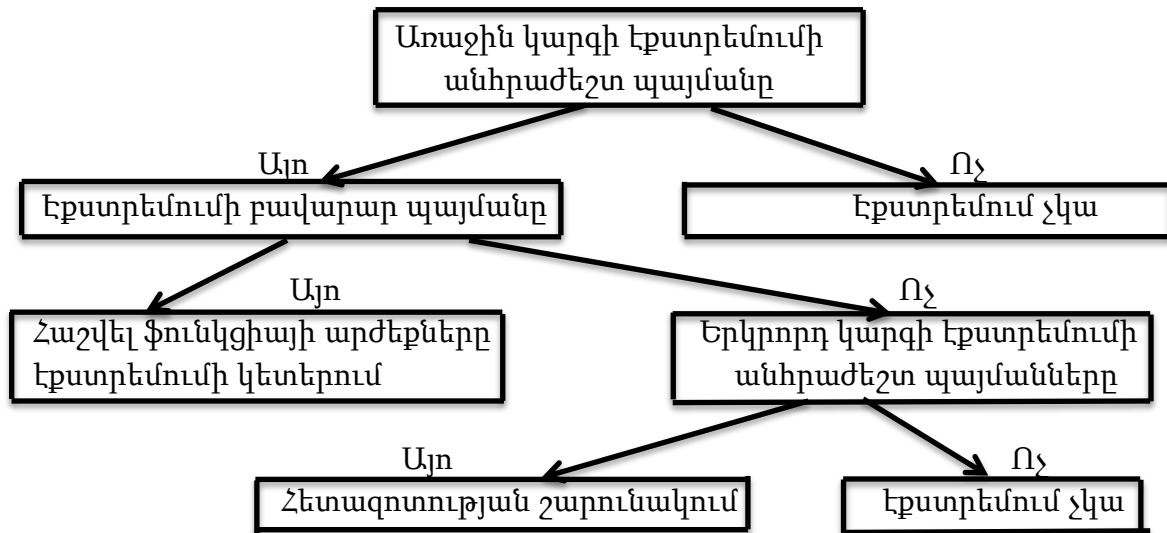 Առաջին կարգի էքստրեմումի
անհրաժեշտ պայմանը
Այո
Ոչ
Էքստրեմումի բավարար պայմանը
Էքստրեմում չկա
Այո
Ոչ
Հաշվել ֆունկցիայի արժեքները
էքստրեմումի կետերում
Երկրորդ կարգի էքստրեմումի
անհրաժեշտ պայմանները
Այո
Ոչ
Հետազոտության շարունակում
էքստրեմում չկա